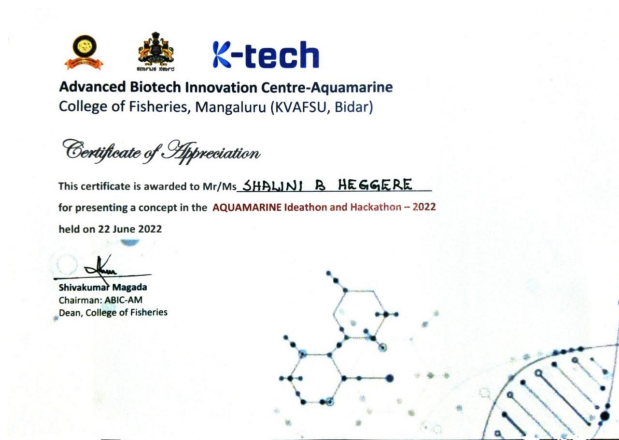 K-tech
Advanced Biotech Innovation Centre-Aquamarine
College of Fisheries, Mangaluru (KVAFSU, Bidar)
Certificate of Appreciation
This certificate is awarded to Mr/Ms SHALINI B HEGGERE
for presenting a concept in the AQUAMARINE Ideathon and Hackathon – 2022
held on 22 June 2022
Shivakumar Magada
Chairman: ABIC-AM
Dean, College of Fisheries